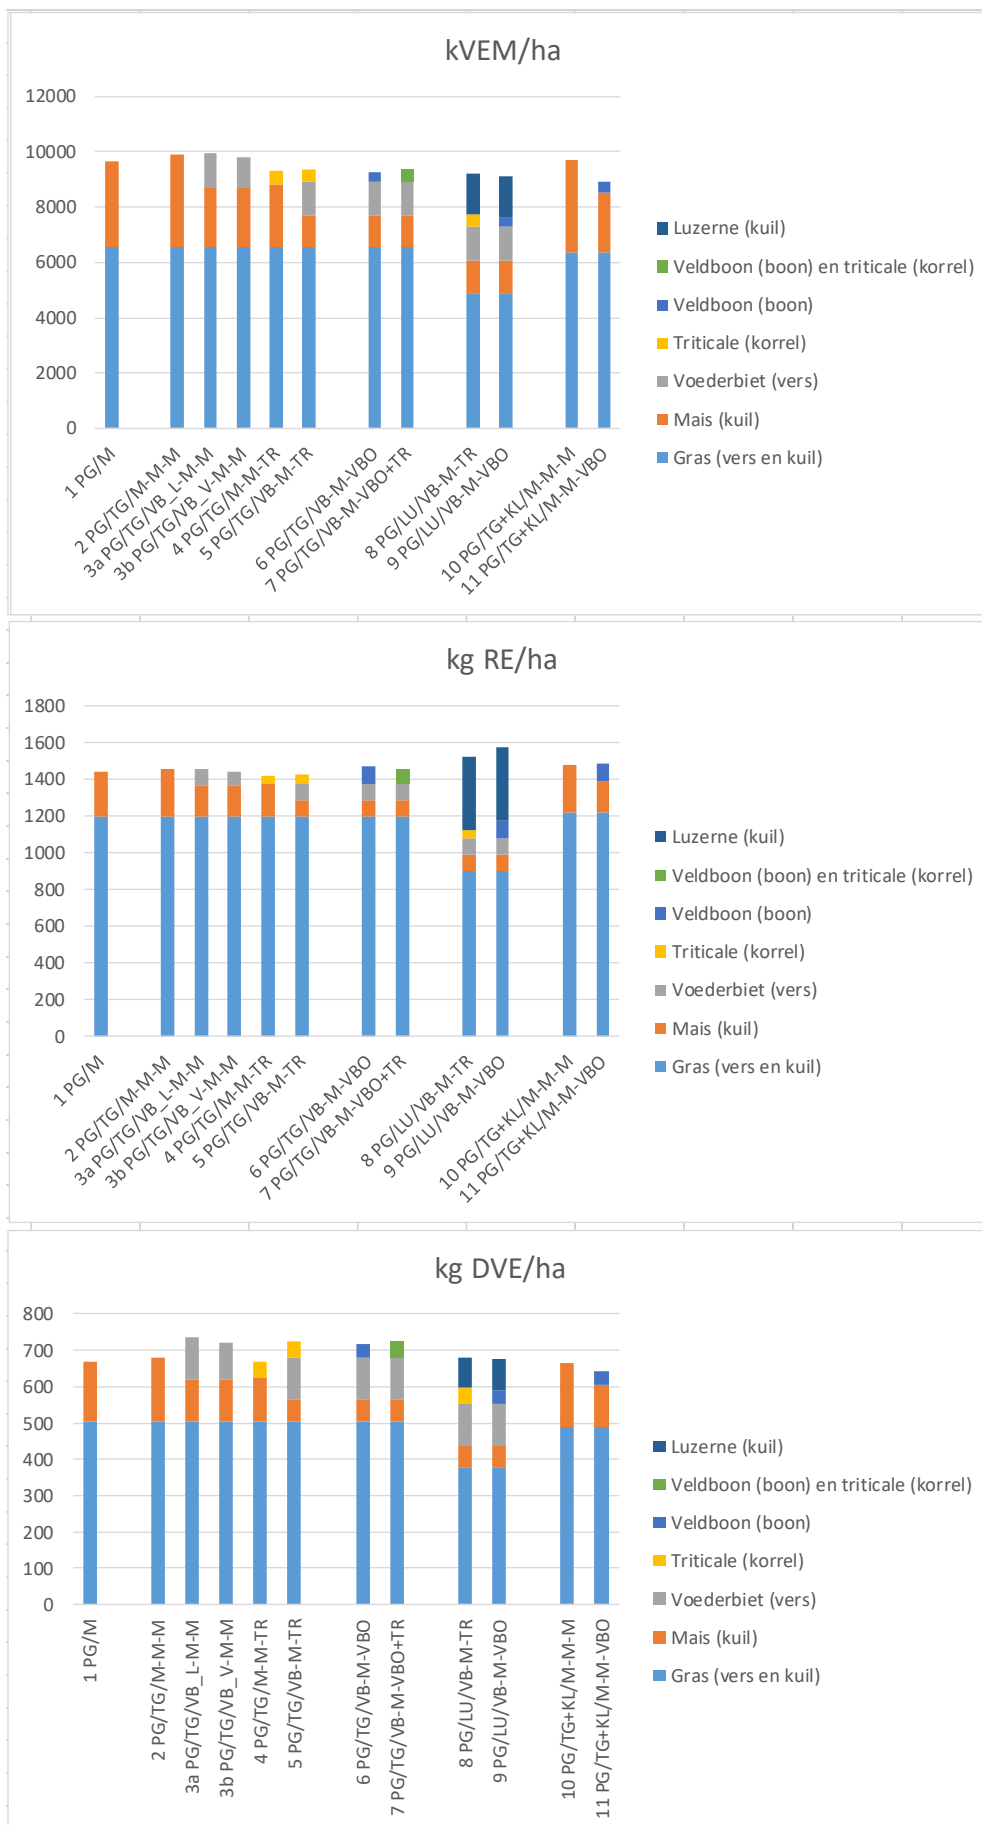 kVEM/ha
12000
10000
8000
6000
4000
2000
0
1 PG/M
2 PG/TG/M-M-M
3a PG/TG/VB_L-M-M
3b PG/TG/VB_V-M-M
4 PG/TG/M-M-TR
5 PG/TG/VB-M-TR
6 PG/TG/VB-M-VBO
7 PG/TG/VB-M-VBO+TR
8 PG/LU/VB-M-TR
9 PG/LU/VB-M-VBO
10 PG/TG+KL/M-M-M
11 PG/TG+KL/M-M-VBO
Luzerne (kuil)
Veldboon (boon) en triticale (korrel)
Veldboon (boon)
Triticale (korrel)
Voederbiet (vers)
Mais (kuil)
Gras (vers en kuil)
kg RE/ha
1800
1600
1400
1200
1000
800
600
400
200
0
1 PG/M
2 PG/TG/M-M-M
3a PG/TG/VB_L-M-M
3b PG/TG/VB_V-M-M
4 PG/TG/M-M-TR
5 PG/TG/VB-M-TR
6 PG/TG/VB-M-VBO
7 PG/TG/VB-M-VBO+TR
8 PG/LU/VB-M-TR
9 PG/LU/VB-M-VBO
10 PG/TG+KL/M-M-M
11 PG/TG+KL/M-M-VBO
Luzerne (kuil)
Veldboon (boon) en triticale (korrel)
Veldboon (boon)
Triticale (korrel)
Voederbiet (vers)
Mais (kuil)
Gras (vers en kuil)
kg DVE/ha
800
700
600
500
400
300
200
100
0
1 PG/M
2 PG/TG/M-M-M
3a PG/TG/VB_L-M-M
3b PG/TG/VB_V-M-M
4 PG/TG/M-M-TR
5 PG/TG/VB-M-TR
6 PG/TG/VB-M-VBO
7 PG/TG/VB-M-VBO+TR
8 PG/LU/VB-M-TR
9 PG/LU/VB-M-VBO
10 PG/TG+KL/M-M-M
11 PG/TG+KL/M-M-VBO
Luzerne (kuil)
Veldboon (boon) en triticale (korrel)
Veldboon (boon)
Triticale (korrel)
Voederbiet (vers)
Mais (kuil)
Gras (vers en kuil)